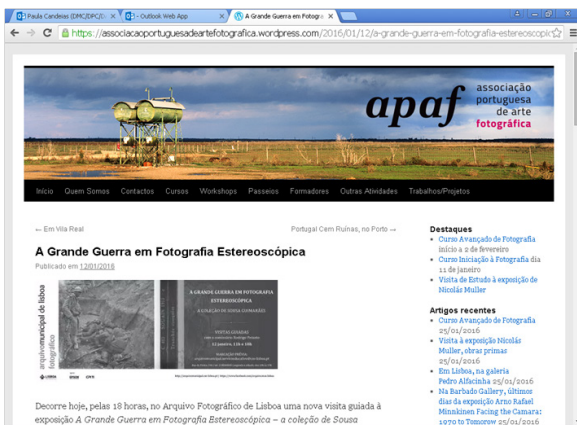 Paula Candeias (DMC/DPC/D
- Outlook Web App
A Grande Guerra em Fotogra
https://associacaoportuguesadeartefotografica.wordpress.com/2016/01/12/a-grande-guerra-em-fotografia-estereoscopic
apaf
associação
portuguesa
de arte
fotográfica
Início Quem Somos Contactos Cursos Workshops Passeios Formadores Outras Atividades Trabalhos/Projetos
← Em Vila Real
Portugal Cem Ruínas, no Porto →
A Grande Guerra em Fotografia Estereoscópica
Publicado em 12/01/2016
arquivomunicipal de lisboa
fotográfico
A GRANDE GUERRA EM FOTOGRAFIA
ESTEREOSCÓPICA
A COLEÇÃO DE SOUSA GUIMARÃES
VISITAS GUIADAS
LISBOA
Decorre hoje, pelas 18 horas, no Arquivo Fotográfico de Lisboa uma nova visita guiada à
exposição A Grande Guerra em Fotografia Estereoscópica – a coleção de Sousa
Destaques
Curso Avançado de Fotografia
início a 2 de fevereiro
Curso Iniciação à Fotografia dia
11 de janeiro
Visita de Estudo à exposição de
Nicolás Muller
Artigos recentes
Curso Avançado de Fotografia
25/01/2016
Visita à exposição Nicolás
Muller, obras primas
25/01/2016
Em Lisboa, na galeria
Pedro Alfacinha 25/01/2016
Na Barbado Gallery, últimos
dias da exposição Arno Rafael
Minnkinen Facing the Camara:
1970 to Tomorow 25/01/2016